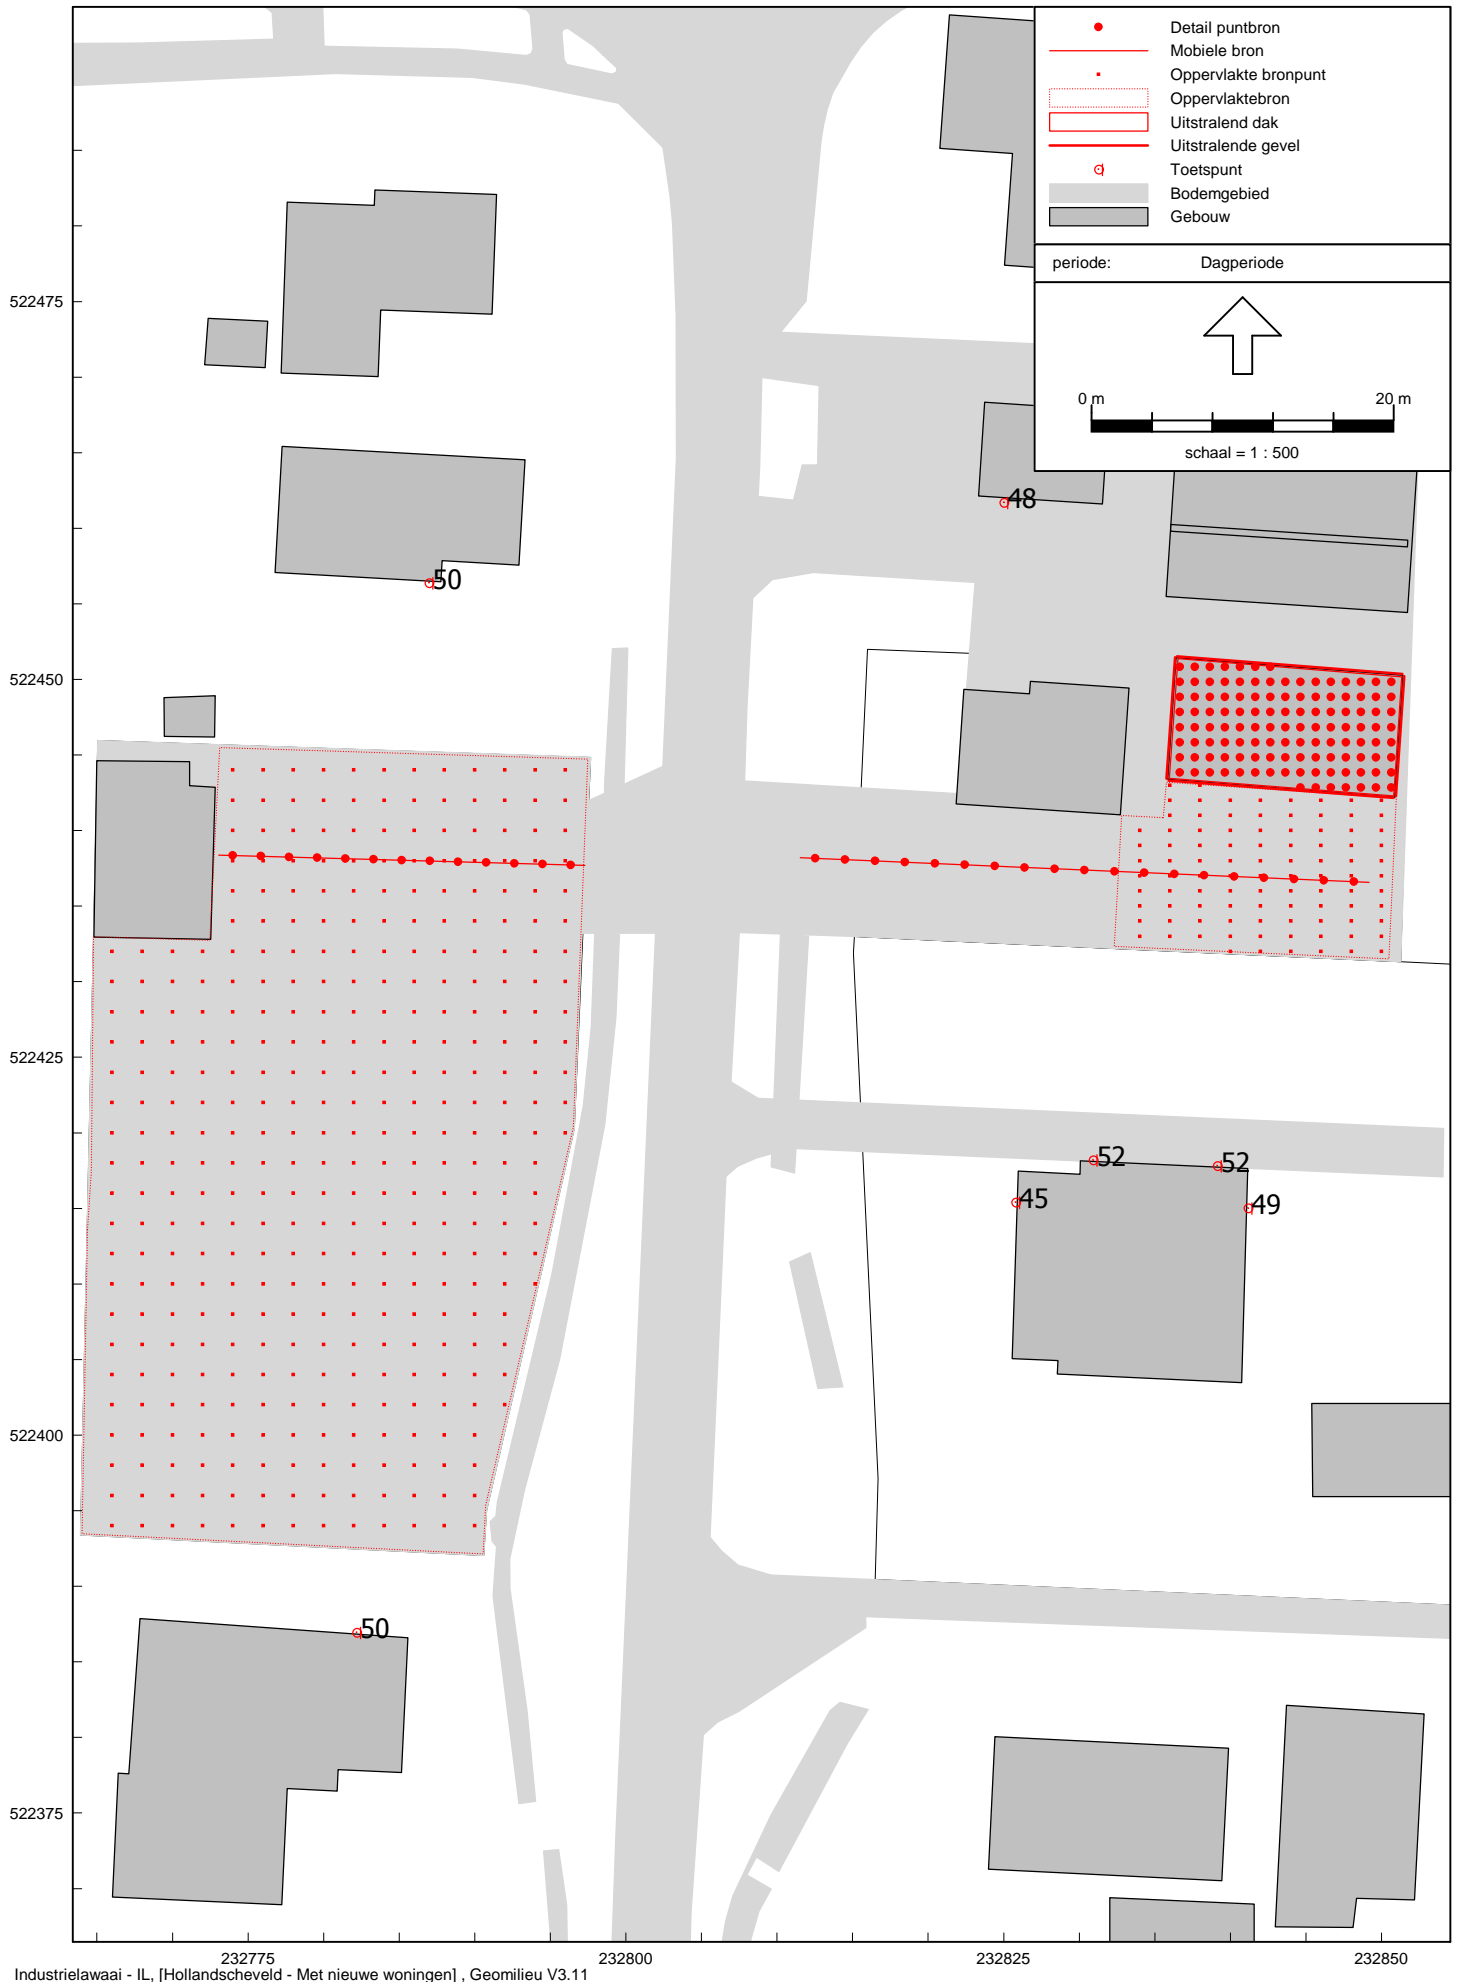 Detail puntbron
Mobiele bron
Oppervlakte bronpunt
Oppervlaktebron
Uitstralend dak
Uitstralende gevel
Toetspunt
Bodemgebied
Gebouw
periode: Dagperiode
0 m 20 m
schaal = 1 : 500
522475
48
50
522450
522425
52 52
45 49
522400
50
522375
232775 232800 232825 232850
Industrielawaai - IL, [Hollandscheveld - Met nieuwe woningen] , Geomilieu V3.11